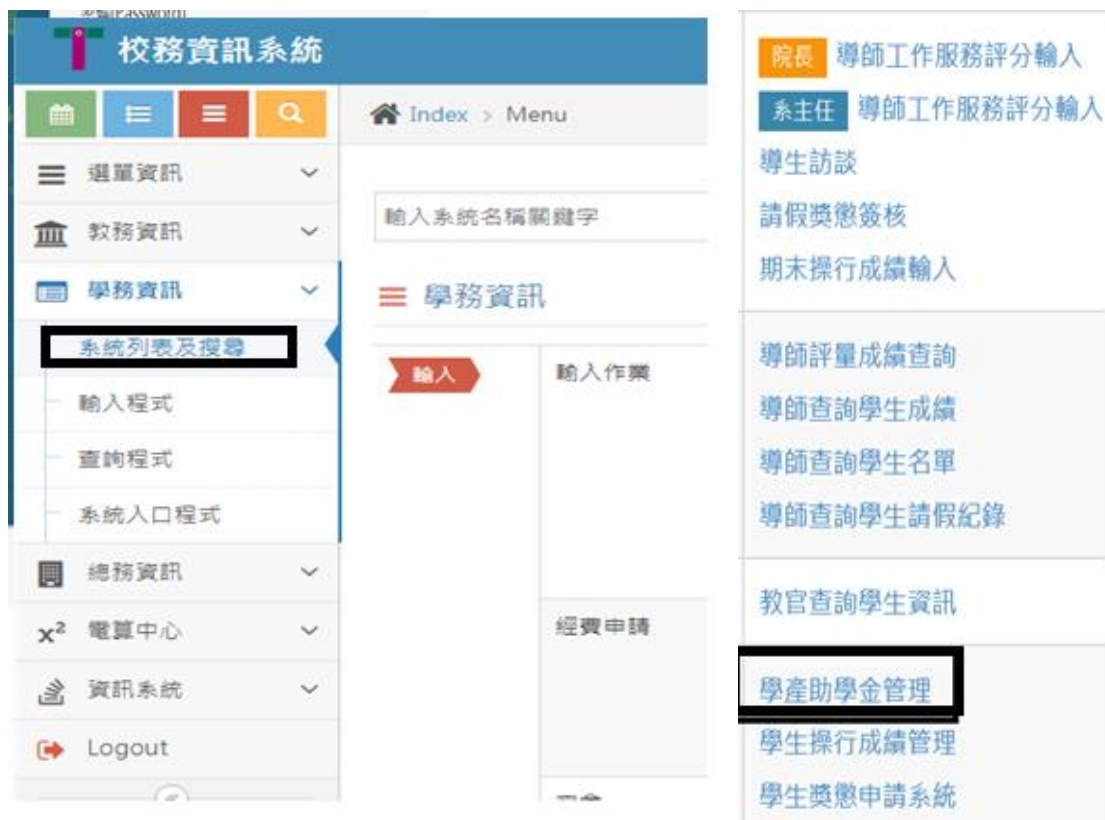 校務資訊系統
Index > Menu
選單資訊
教務資訊
學務資訊
系統列表及搜尋
輸入程式
查詢程式
系統入口程式
總務資訊
x² 電算中心
資訊系統
Logout
輸入系統名稱關鍵字
學務資訊
輸入
輸入作業
經費申請
院長 導師工作服務評分輸入
系主任 導師工作服務評分輸入
導生訪談
請假獎懲簽核
期末操行成績輸入
導師評量成績查詢
導師查詢學生成績
導師查詢學生名單
導師查詢學生請假紀錄
教官查詢學生資訊
學產助學金管理
學生操行成績管理
學生獎懲申請系統